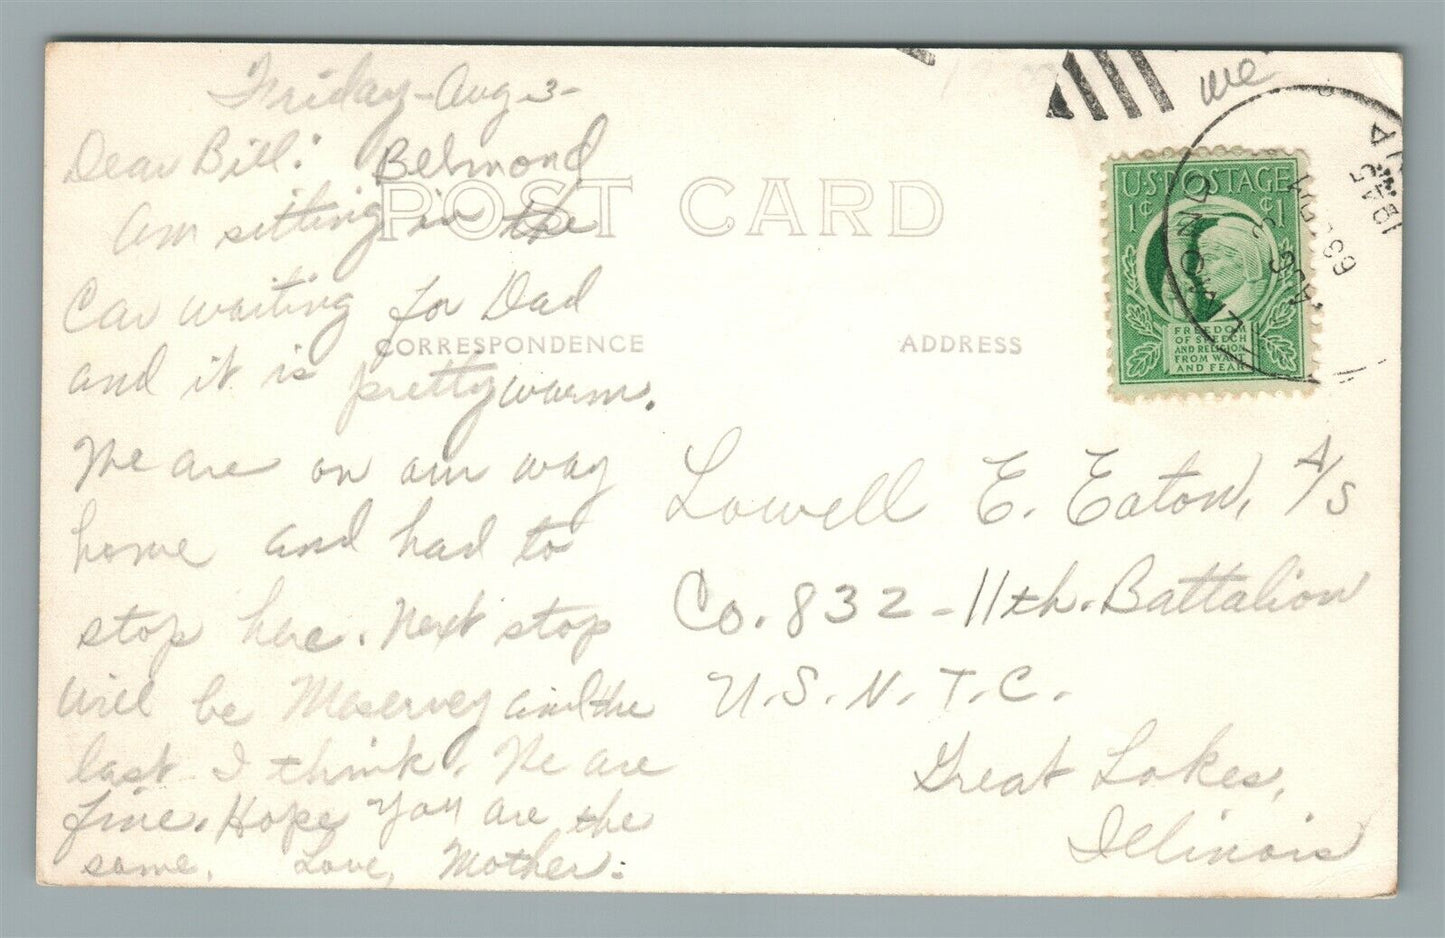 Friday-Aug 3-
Dear Bill: Belmond
Am sitting in the
Car waiting for Dad
and it is pretty warm.
We are on our way
home and had to
stop here. Next stop
will be Meservey and the
last I think. We are
fine. Hope you are the
same. Love, Mother.
POST CARD
CORRESPONDENCE
ADDRESS
me
U.S. POSTAGE
1¢ 1¢
FREEDOM
OF SPEECH
AND RELIGION
FROM WANT
AND FEAR
Lowell E. Eaton, A/S
Co. 832 - 11th. Battalion
U.S.N.T.C.
Great Lakes,
Illinois